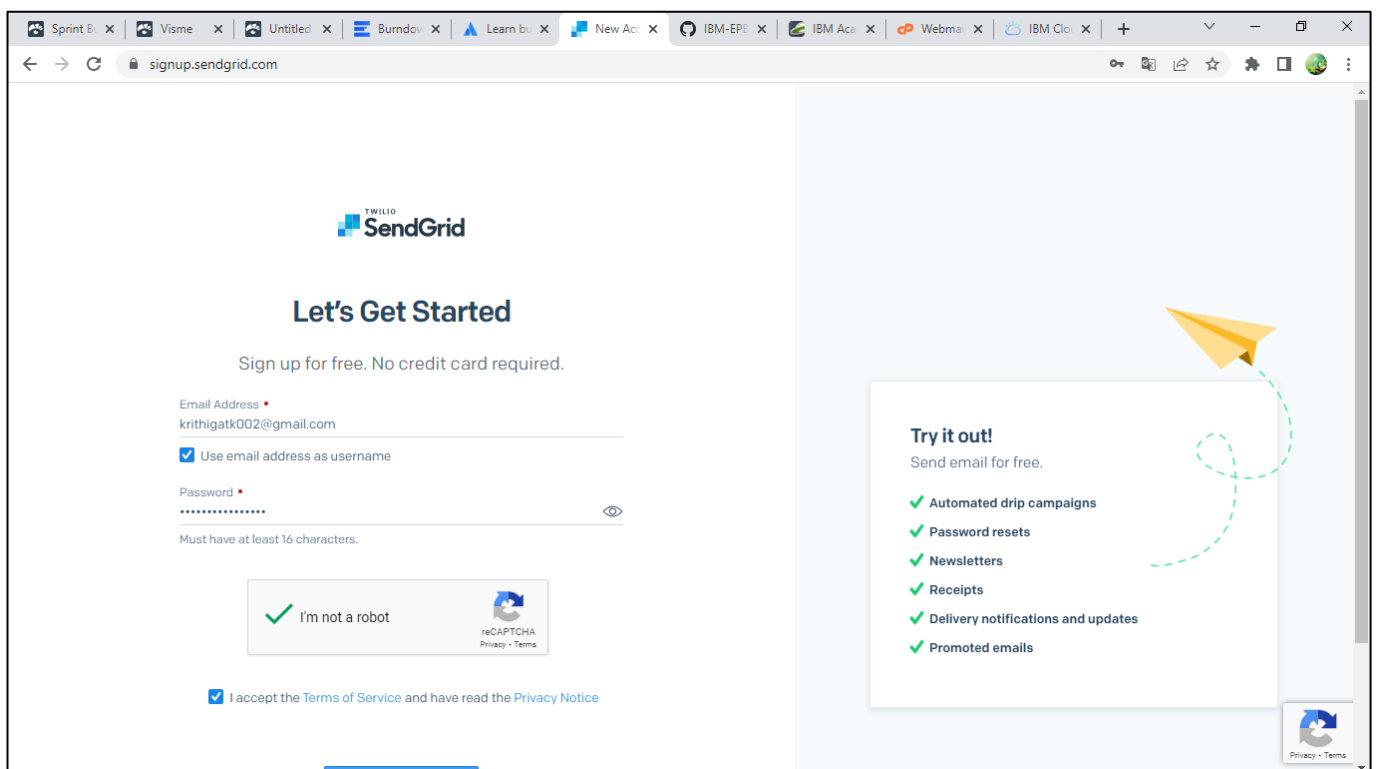 Sprint B
Visme
Untitled
Burndow
Learn bu
New Acc
IBM-EPB
IBM Aca
Webmai
IBM Clo
signup.sendgrid.com
TWILIO
SendGrid
Let's Get Started
Sign up for free. No credit card required.
Email Address •
krithigatk002@gmail.com
Use email address as username
Password •
••••••••••••••••
Must have at least 16 characters.
I'm not a robot
reCAPTCHA
Privacy - Terms
I accept the Terms of Service and have read the Privacy Notice
Try it out!
Send email for free.
Automated drip campaigns
Password resets
Newsletters
Receipts
Delivery notifications and updates
Promoted emails
Privacy - Terms